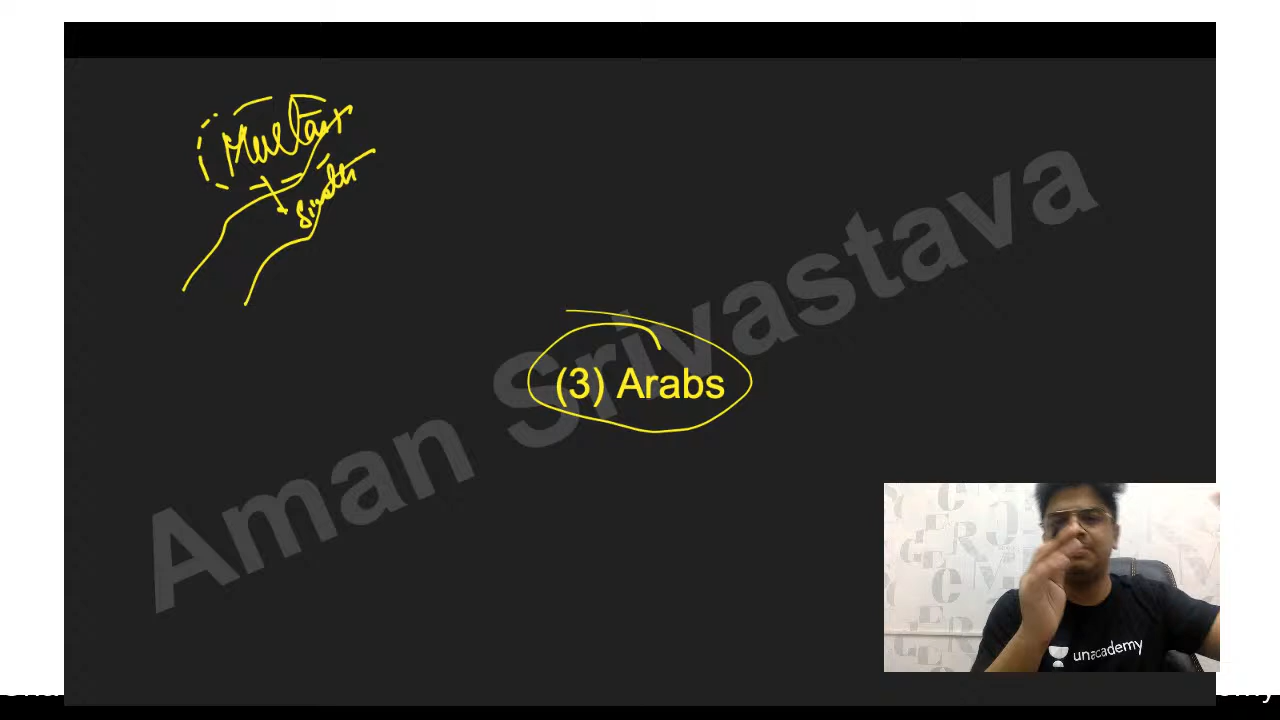 Multan
Sindh
(3) Arabs
Aman Srivastava
unacademy